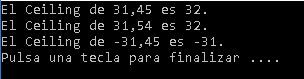 El Ceiling de 31,45 es 32.
El Ceiling de 31,54 es 32.
El Ceiling de -31,45 es -31.
Pulsa una tecla para finalizar ....